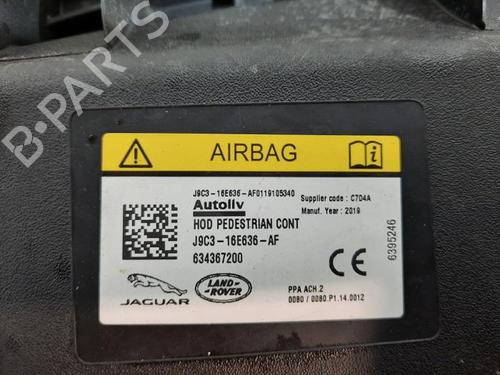 B-PARTS
AIRBAG
J9C3-16E636-AF0119105340
Autoliv
Supplier code : C704A
Manuf. Year : 2019
HOD PEDESTRIAN CONT
J9C3-16E636-AF
634367200
6395246
CE
JAGUAR
LAND ROVER
PPA ACH.2
0080 / 0080.P1.14.0012